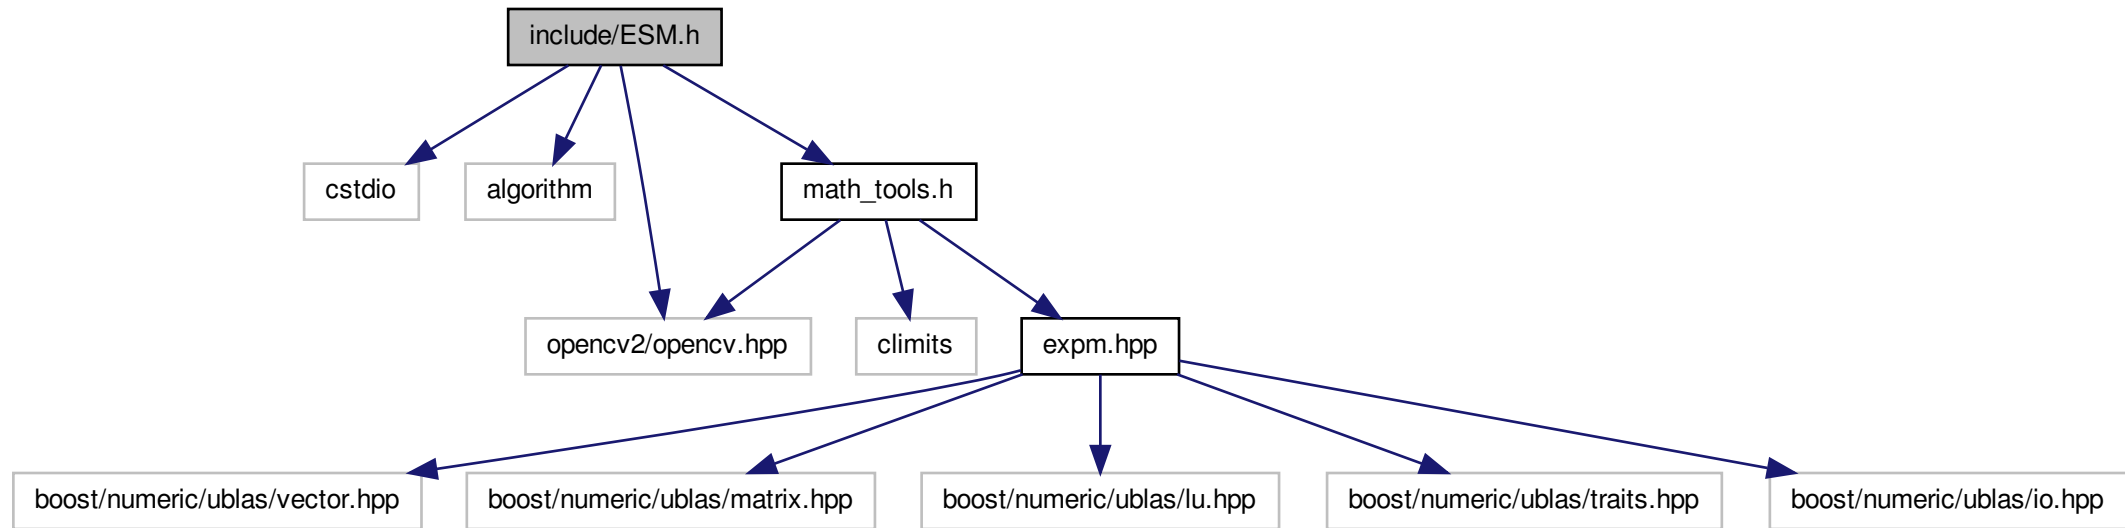 include/ESM.h
cstdio
algorithm
math_tools.h
opencv2/opencv.hpp
climits
expm.hpp
boost/numeric/ublas/vector.hpp
boost/numeric/ublas/matrix.hpp
boost/numeric/ublas/lu.hpp
boost/numeric/ublas/traits.hpp
boost/numeric/ublas/io.hpp